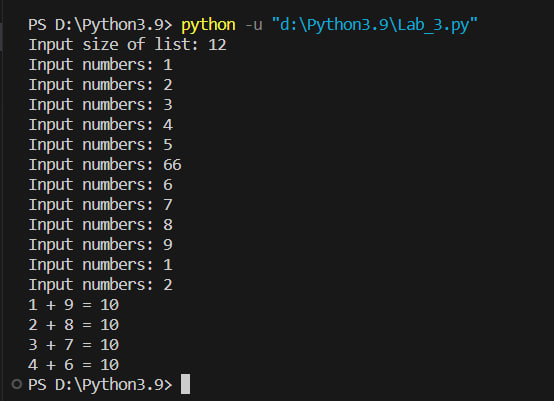 PS D:\Python3.9> python -u "d:\Python3.9\Lab_3.py"
Input size of list: 12
Input numbers: 1
Input numbers: 2
Input numbers: 3
Input numbers: 4
Input numbers: 5
Input numbers: 66
Input numbers: 6
Input numbers: 7
Input numbers: 8
Input numbers: 9
Input numbers: 1
Input numbers: 2
1 + 9 = 10
2 + 8 = 10
3 + 7 = 10
4 + 6 = 10
PS D:\Python3.9>